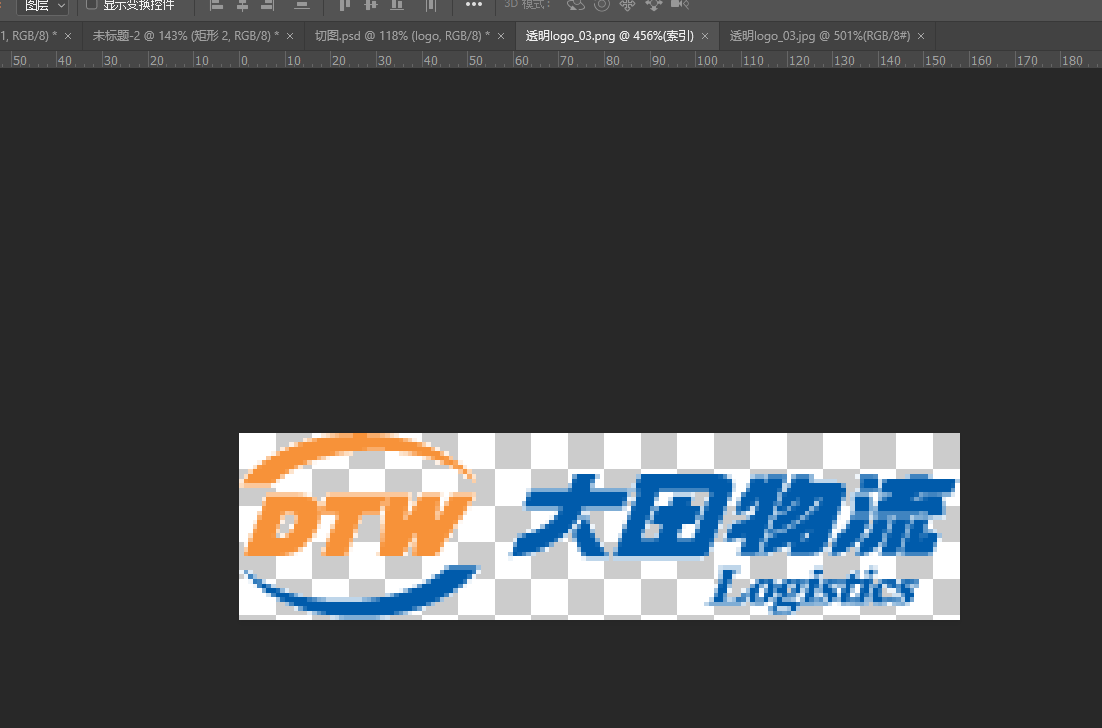 图层 显示变换控件 3D 模式:
1, RGB/8) * × 未标题-2 @ 143% (矩形 2, RGB/8) * × 切图.psd @ 118% (logo, RGB/8) * × 透明logo_03.png @ 456%(索引) × 透明logo_03.jpg @ 501%(RGB/8#) ×
50 40 30 20 10 0 10 20 30 40 50 60 70 80 90 100 110 120 130 140 150 160 170 180
DTW 大田物流
Logistics